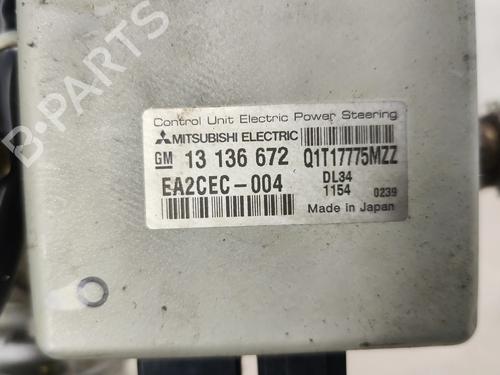 B-PARTS
Control Unit Electric Power Steering
MITSUBISHI ELECTRIC
GM 13 136 672 Q1T17775MZZ
EA2CEC-004 DL34
1154 0239
Made in Japan